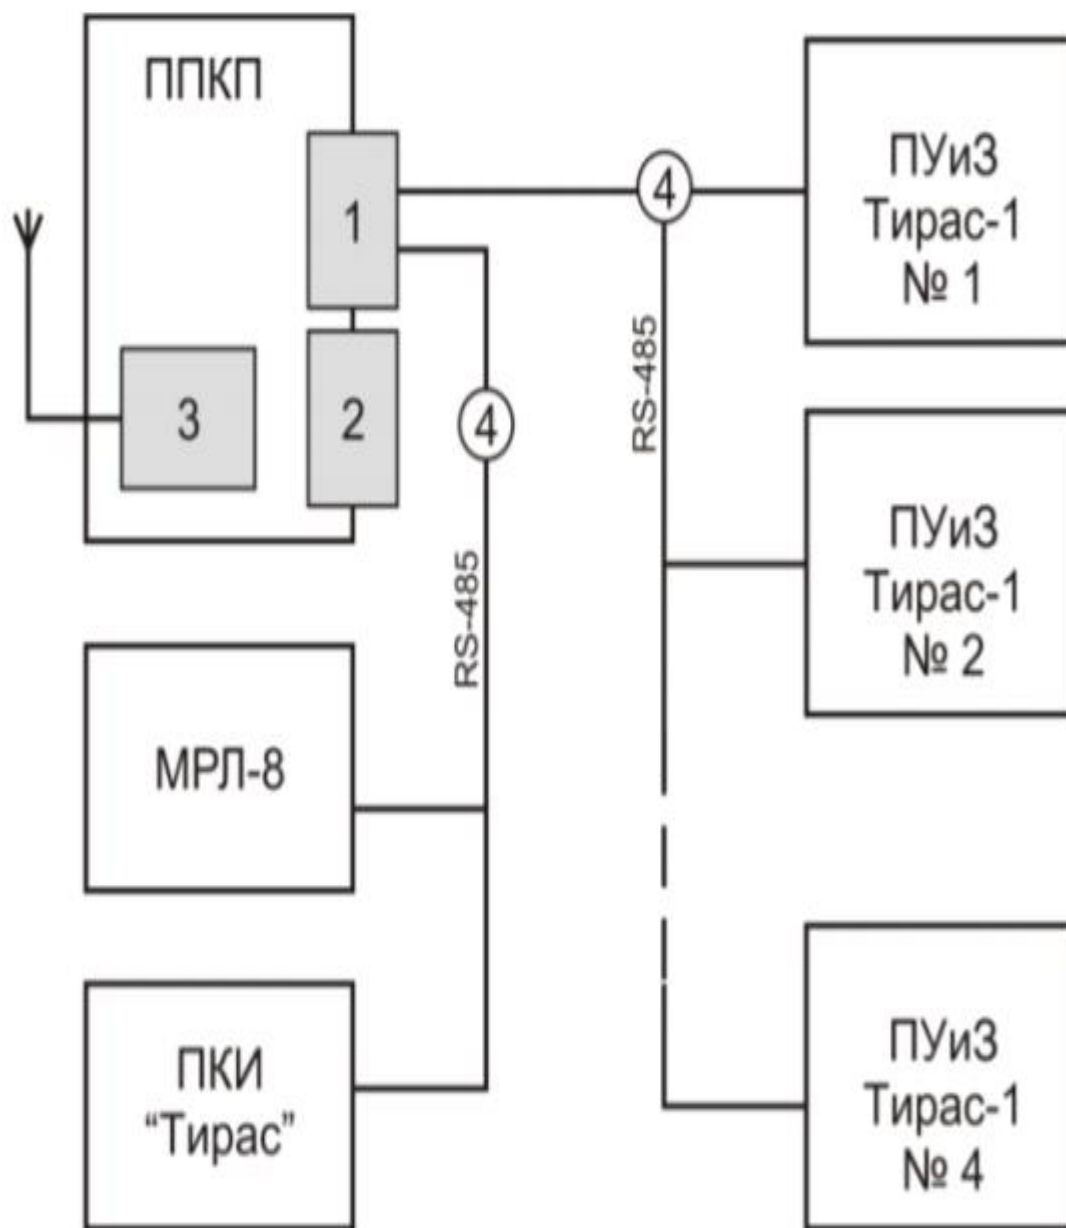 ППКП
1
2
3
4
RS-485
4
RS-485
МРЛ-8
ПКИ
“Тирас”
ПУиЗ
Тирас-1
№ 1
ПУиЗ
Тирас-1
№ 2
ПУиЗ
Тирас-1
№ 4